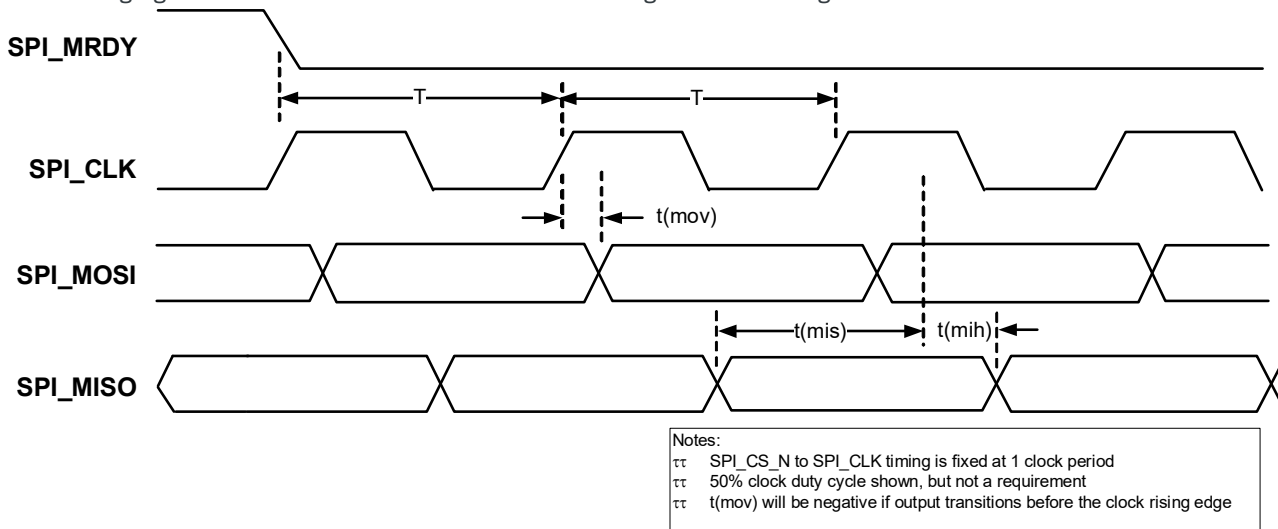 SPI_MRDY
T
T
SPI_CLK
t(mov)
SPI_MOSI
t(mis)
t(mih)
SPI_MISO
Notes:
ττ SPI_CS_N to SPI_CLK timing is fixed at 1 clock period
ττ 50% clock duty cycle shown, but not a requirement
ττ t(mov) will be negative if output transitions before the clock rising edge